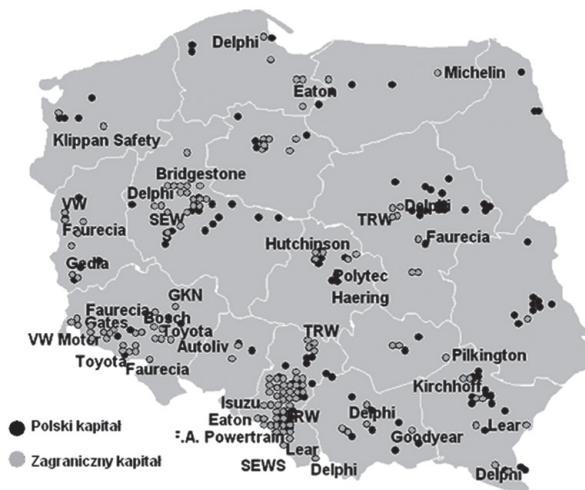 Delphi
Eaton
Michelin
Klippan Safety
Bridgestone
Delphi
VW
SEW
TRW
Delphi
Faurecia
Faurecia
Hutchinson
Gedia
Polytec
Haering
GKN
Faurecia
Bosch
Gates
Toyota
TRW
VW Motor
Autoliv
Toyota
Faurecia
Pilkington
Kirchhoff
Isuzu
Delphi
Eaton
TRW
Lear
F.A. Powertrain
Goodyear
Lear
SEWS
Delphi
Delphi
Polski kapitał
Zagraniczny kapitał